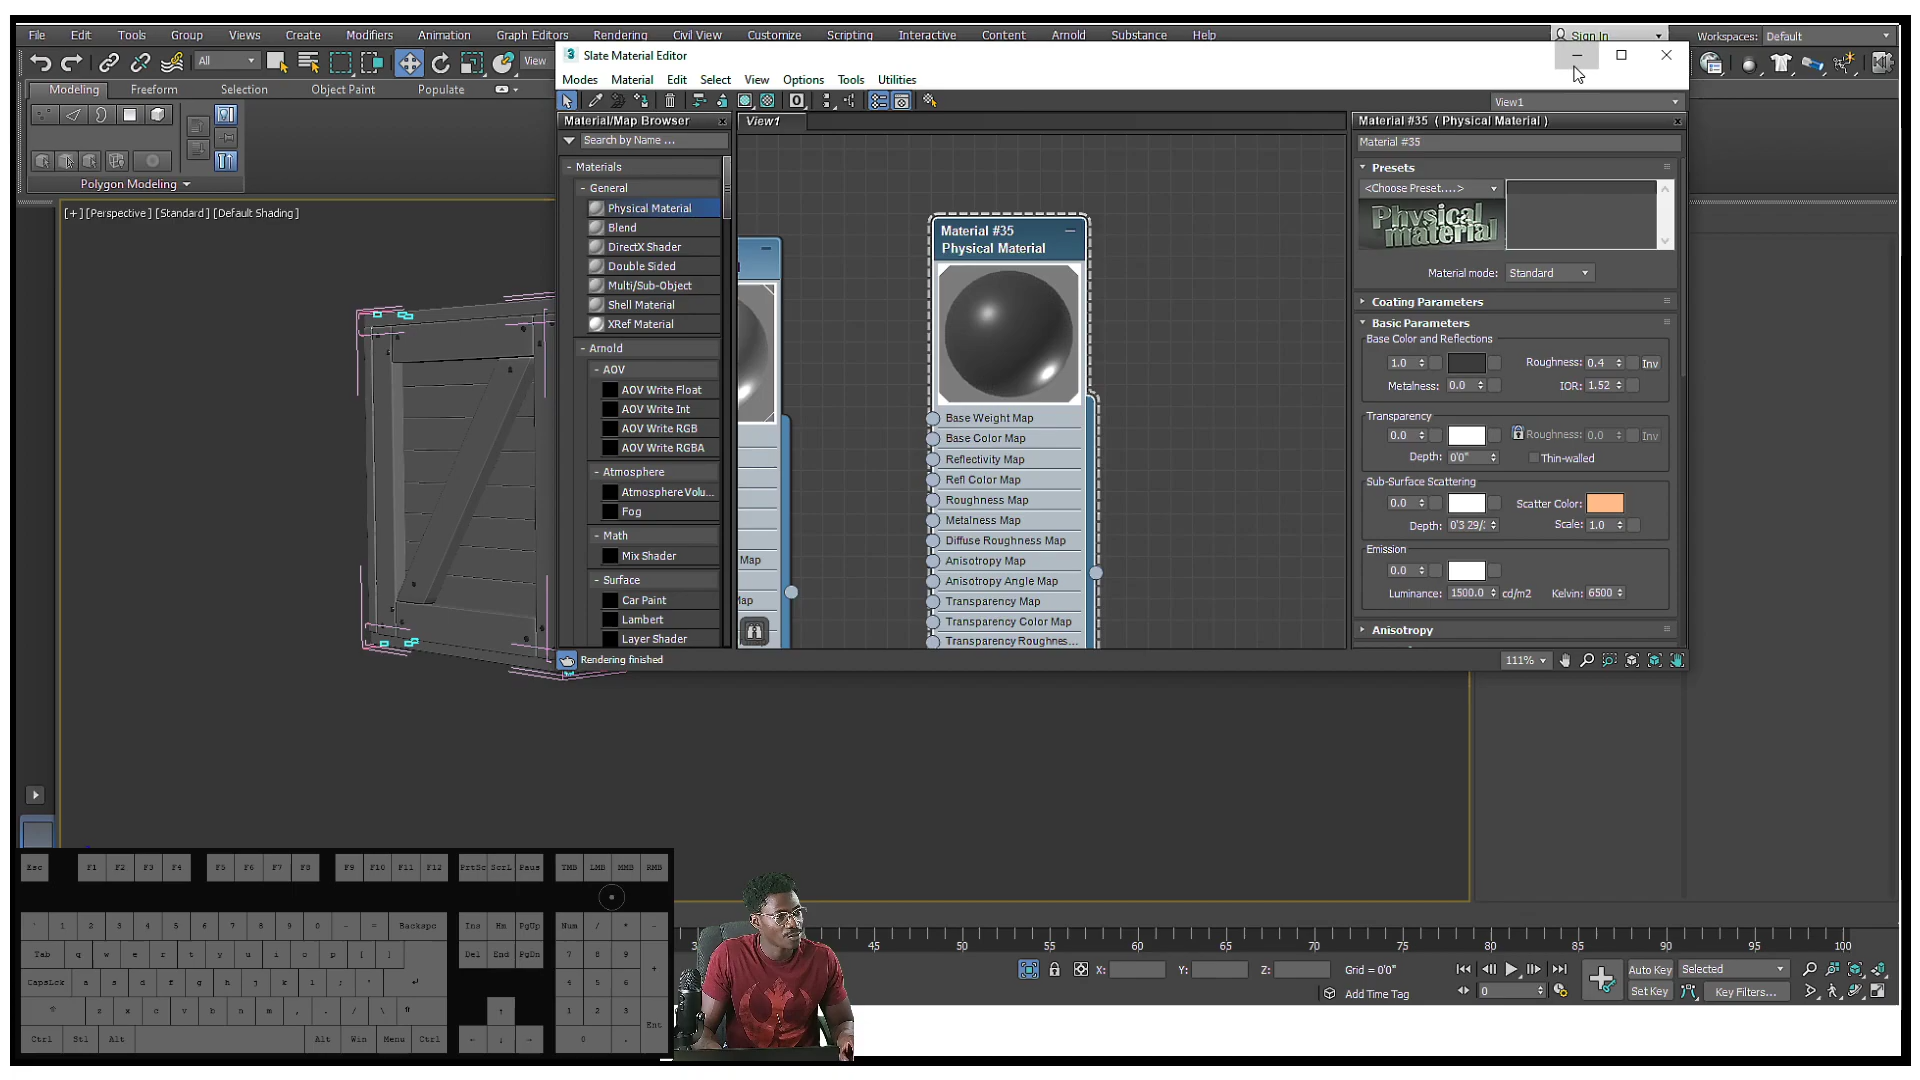 File Edit Tools Group Views Create Modifiers Animation Graph Editors Rendering Civil View Customize Scripting Interactive Content Arnold Substance Help
Sign In
Workspaces: Default
Slate Material Editor
All
View
Modes Material Edit Select View Options Tools Utilities
Modeling Freeform Selection Object Paint Populate
View1
Material/Map Browser
View1
Material #35 ( Physical Material )
Search by Name ...
Material #35
- Materials
Presets
Polygon Modeling
- General
<Choose Preset....>
Physical Material
Blend
DirectX Shader
Double Sided
Multi/Sub-Object
Shell Material
XRef Material
- Arnold
- AOV
AOV Write Float
AOV Write Int
AOV Write RGB
AOV Write RGBA
- Atmosphere
Atmosphere Volu...
Fog
- Math
Mix Shader
- Surface
Car Paint
Lambert
Layer Shader
[+] [Perspective] [Standard] [Default Shading]
Material #35
Physical Material
Base Weight Map
Base Color Map
Reflectivity Map
Refl Color Map
Roughness Map
Metalness Map
Diffuse Roughness Map
Anisotropy Map
Anisotropy Angle Map
Transparency Map
Transparency Color Map
Transparency Roughnes...
Map
Map
Physical material
Material mode: Standard
Coating Parameters
Basic Parameters
Base Color and Reflections
1.0 Roughness: 0.4 Inv
Metalness: 0.0 IOR: 1.52
Transparency
0.0 Roughness: 0.0 Inv
Depth: 0'0" Thin-walled
Sub-Surface Scattering
0.0 Scatter Color:
Depth: 0'3 29/ Scale: 1.0
Emission
0.0
Luminance: 1500.0 cd/m2 Kelvin: 6500
Anisotropy
Rendering finished
111%
Esc F1 F2 F3 F4 F5 F6 F7 F8 F9 F10 F11 F12 PrtSc ScrL Paus TMB LMB MMB RMB
` 1 2 3 4 5 6 7 8 9 0 - = Backspc Ins Hm PgUp Num / * -
Tab q w e r t y u i o p [ ] Del End PgDn 7 8 9 +
CapsLck a s d f g h j k l ; ' ↵ 4 5 6
⇧ z x c v b n m , . / \ ⇧ ↑ 1 2 3 Ent
Ctrl Stl Alt Alt Win Menu Ctrl ← ↓ → 0 .
45 50 55 60 65 70 75 80 85 90 95 100
X: Y: Z: Grid = 0'0"
Add Time Tag
0
Auto Key Selected
Set Key Key Filters...